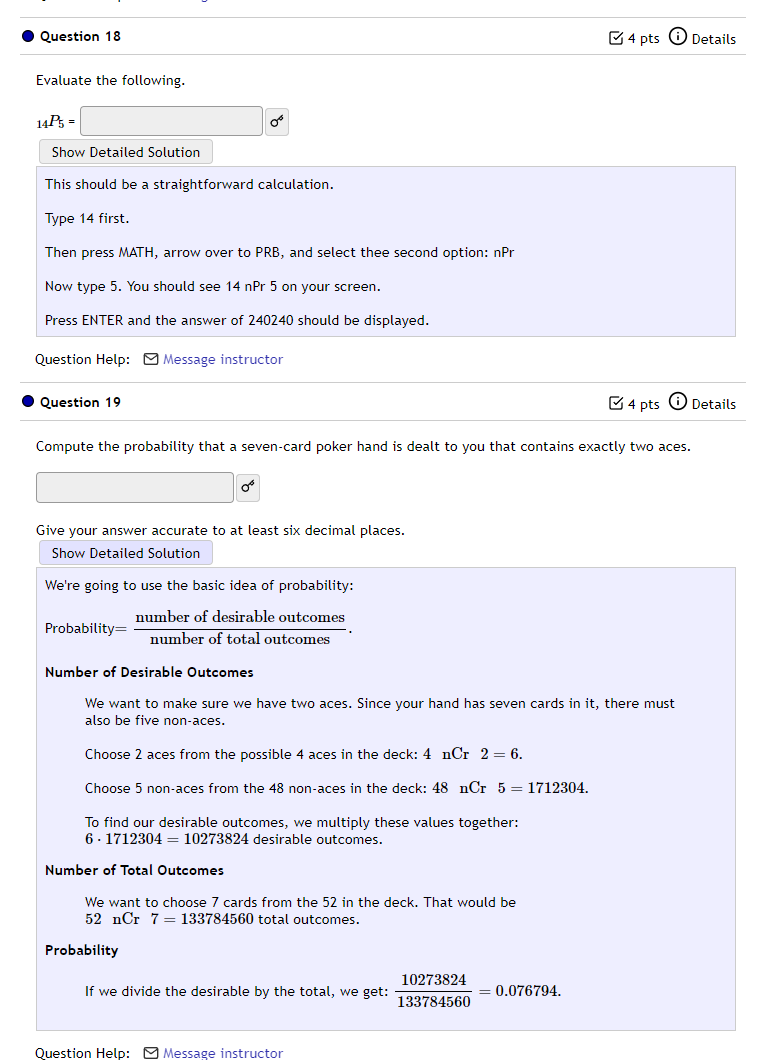 Question 18
4 pts Details
Evaluate the following.
₁₄P₅ =
Show Detailed Solution
This should be a straightforward calculation.
Type 14 first.
Then press MATH, arrow over to PRB, and select thee second option: nPr
Now type 5. You should see 14 nPr 5 on your screen.
Press ENTER and the answer of 240240 should be displayed.
Question Help: Message instructor
Question 19
4 pts Details
Compute the probability that a seven-card poker hand is dealt to you that contains exactly two aces.
Give your answer accurate to at least six decimal places.
Show Detailed Solution
We're going to use the basic idea of probability:
number of desirable outcomes
Probability= .
number of total outcomes
Number of Desirable Outcomes
We want to make sure we have two aces. Since your hand has seven cards in it, there must
also be five non-aces.
Choose 2 aces from the possible 4 aces in the deck: 4 nCr 2 = 6.
Choose 5 non-aces from the 48 non-aces in the deck: 48 nCr 5 = 1712304.
To find our desirable outcomes, we multiply these values together:
6 · 1712304 = 10273824 desirable outcomes.
Number of Total Outcomes
We want to choose 7 cards from the 52 in the deck. That would be
52 nCr 7 = 133784560 total outcomes.
Probability
10273824
If we divide the desirable by the total, we get: = 0.076794.
133784560
Question Help: Message instructor